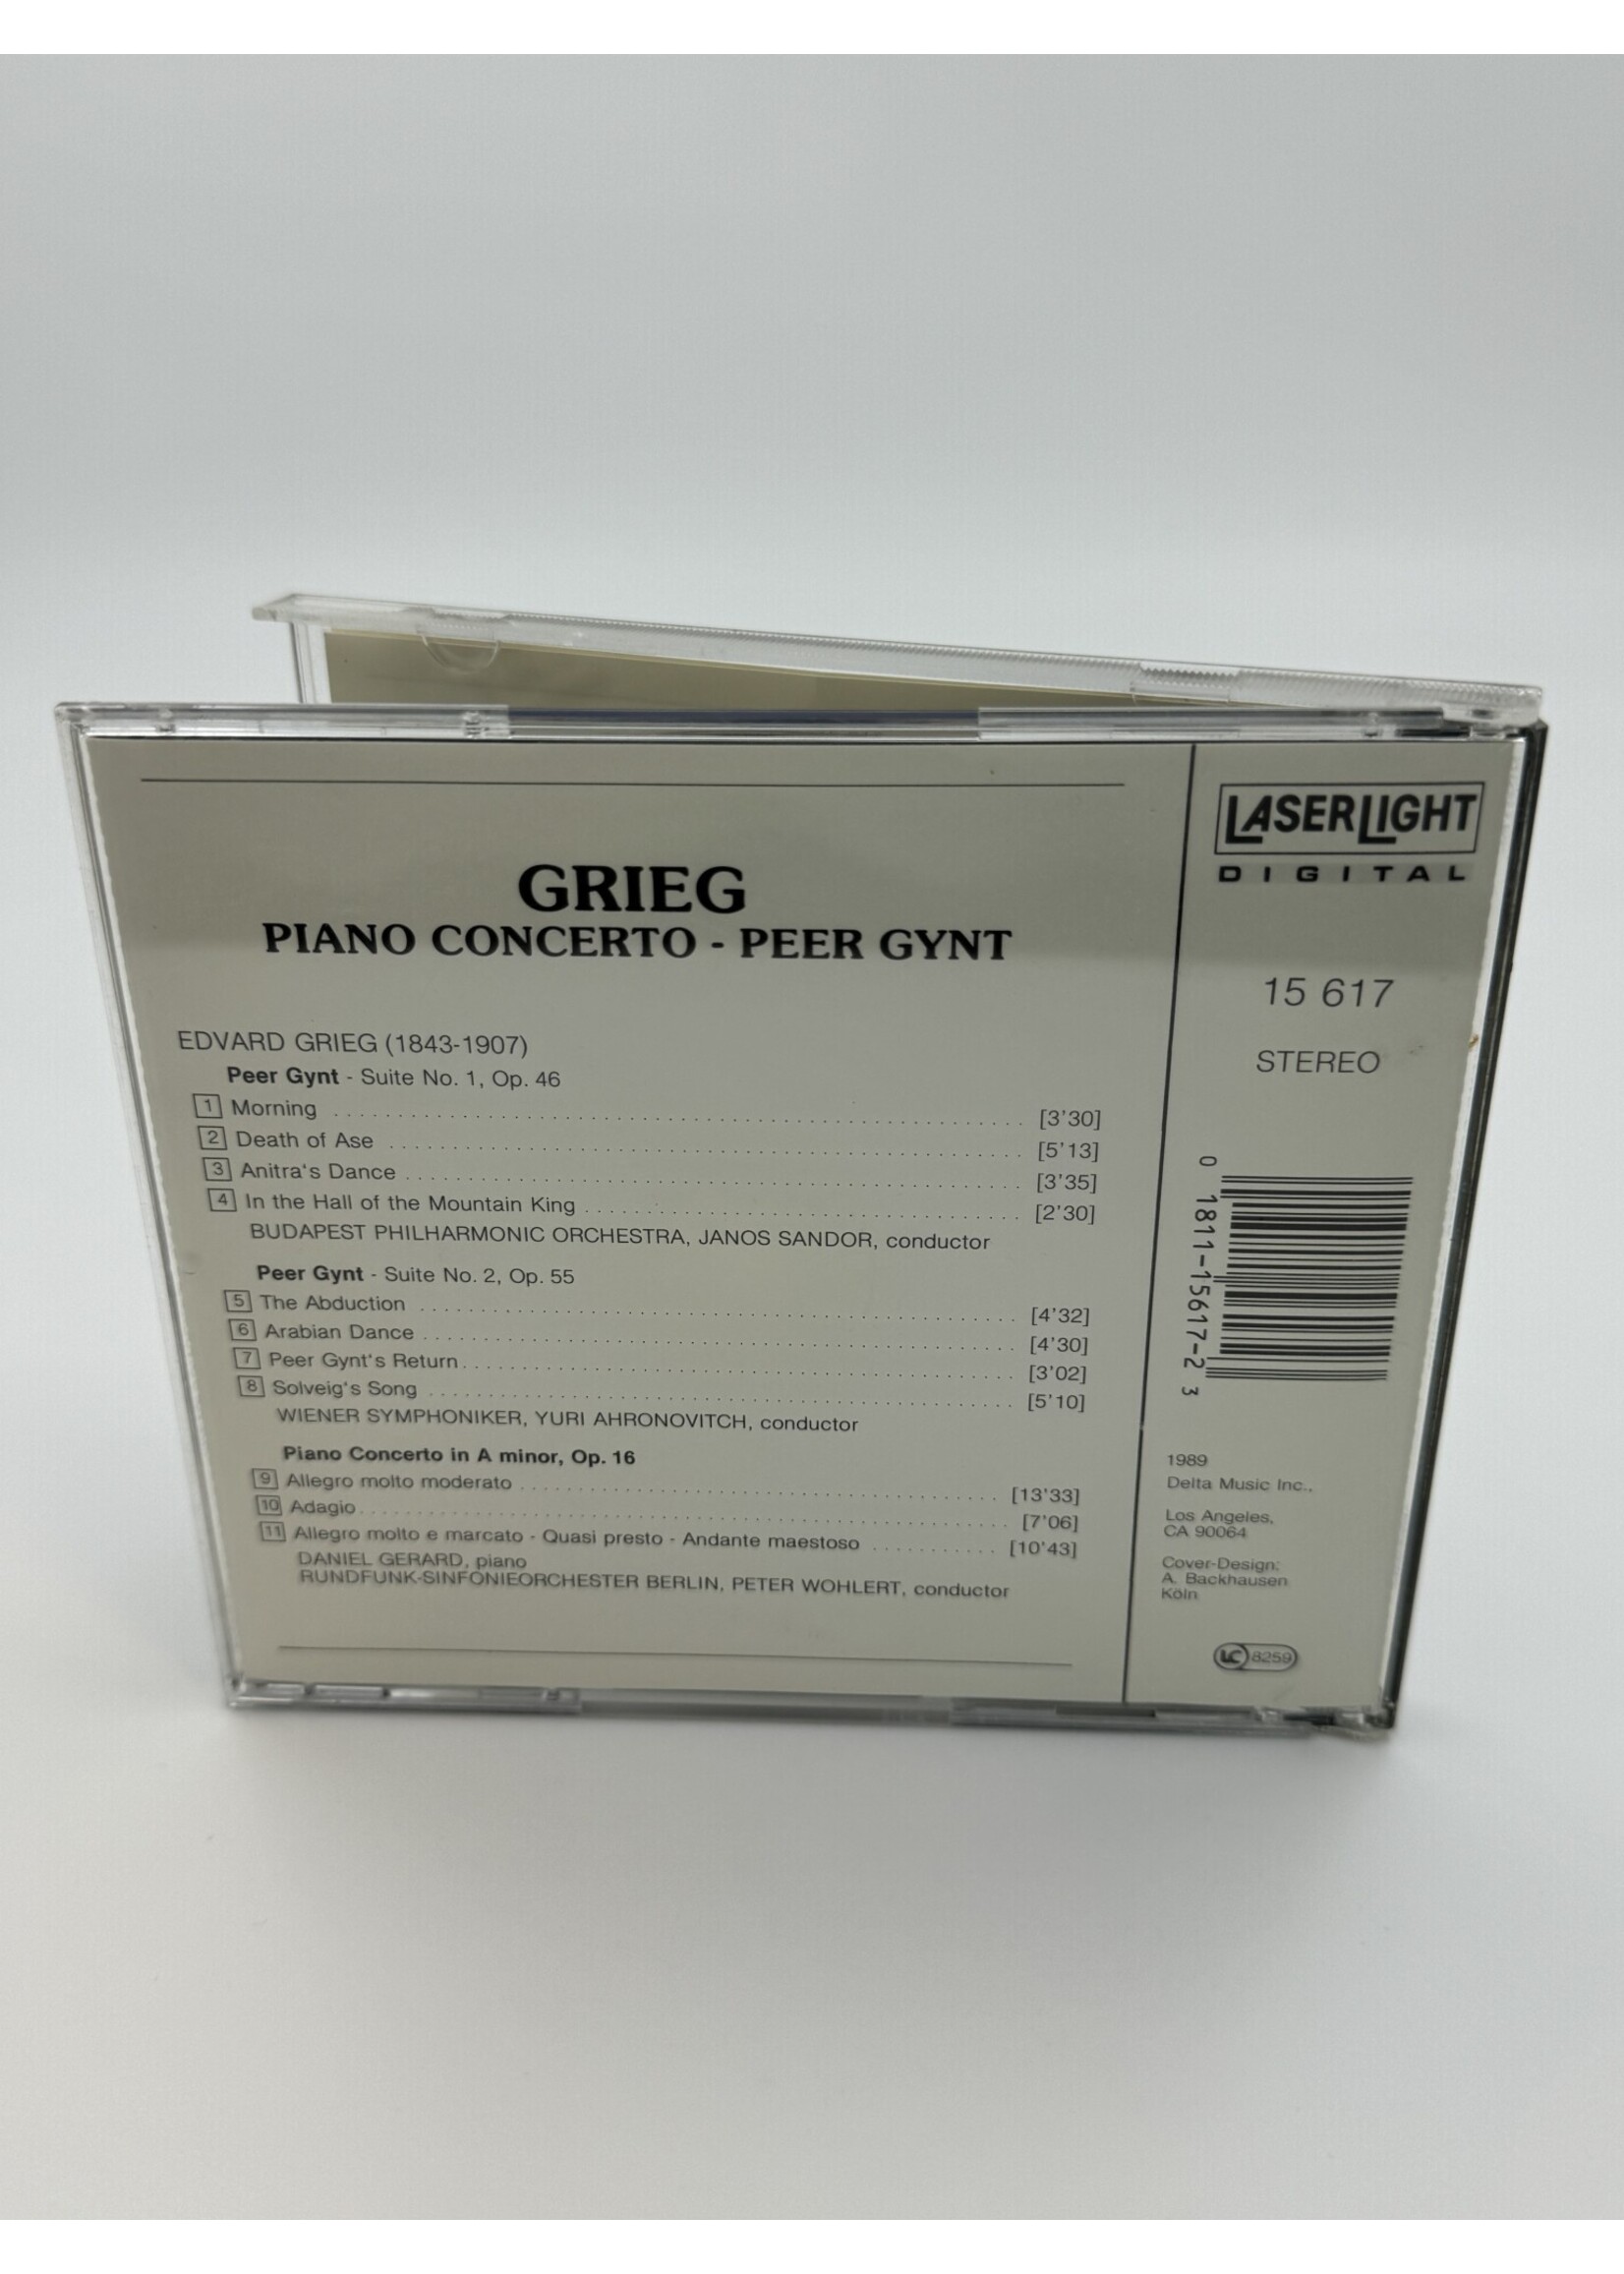 GRIEG
PIANO CONCERTO - PEER GYNT
EDVARD GRIEG (1843-1907)
Peer Gynt - Suite No. 1, Op. 46
1 Morning [3'30]
2 Death of Ase [5'13]
3 Anitra's Dance [3'35]
4 In the Hall of the Mountain King [2'30]
BUDAPEST PHILHARMONIC ORCHESTRA, JANOS SANDOR, conductor
Peer Gynt - Suite No. 2, Op. 55
5 The Abduction [4'32]
6 Arabian Dance [4'30]
7 Peer Gynt's Return [3'02]
8 Solveig's Song [5'10]
WIENER SYMPHONIKER, YURI AHRONOVITCH, conductor
Piano Concerto in A minor, Op. 16
9 Allegro molto moderato [13'33]
10 Adagio [7'06]
11 Allegro molto e marcato - Quasi presto - Andante maestoso [10'43]
DANIEL GERARD, piano
RUNDFUNK-SINFONIEORCHESTER BERLIN, PETER WOHLERT, conductor
LASERLIGHT
DIGITAL
15 617
STEREO
0 1811-15617-2 3
1989
Delta Music Inc.,
Los Angeles,
CA 90064
Cover-Design:
A. Backhausen
Köln
LC 8259